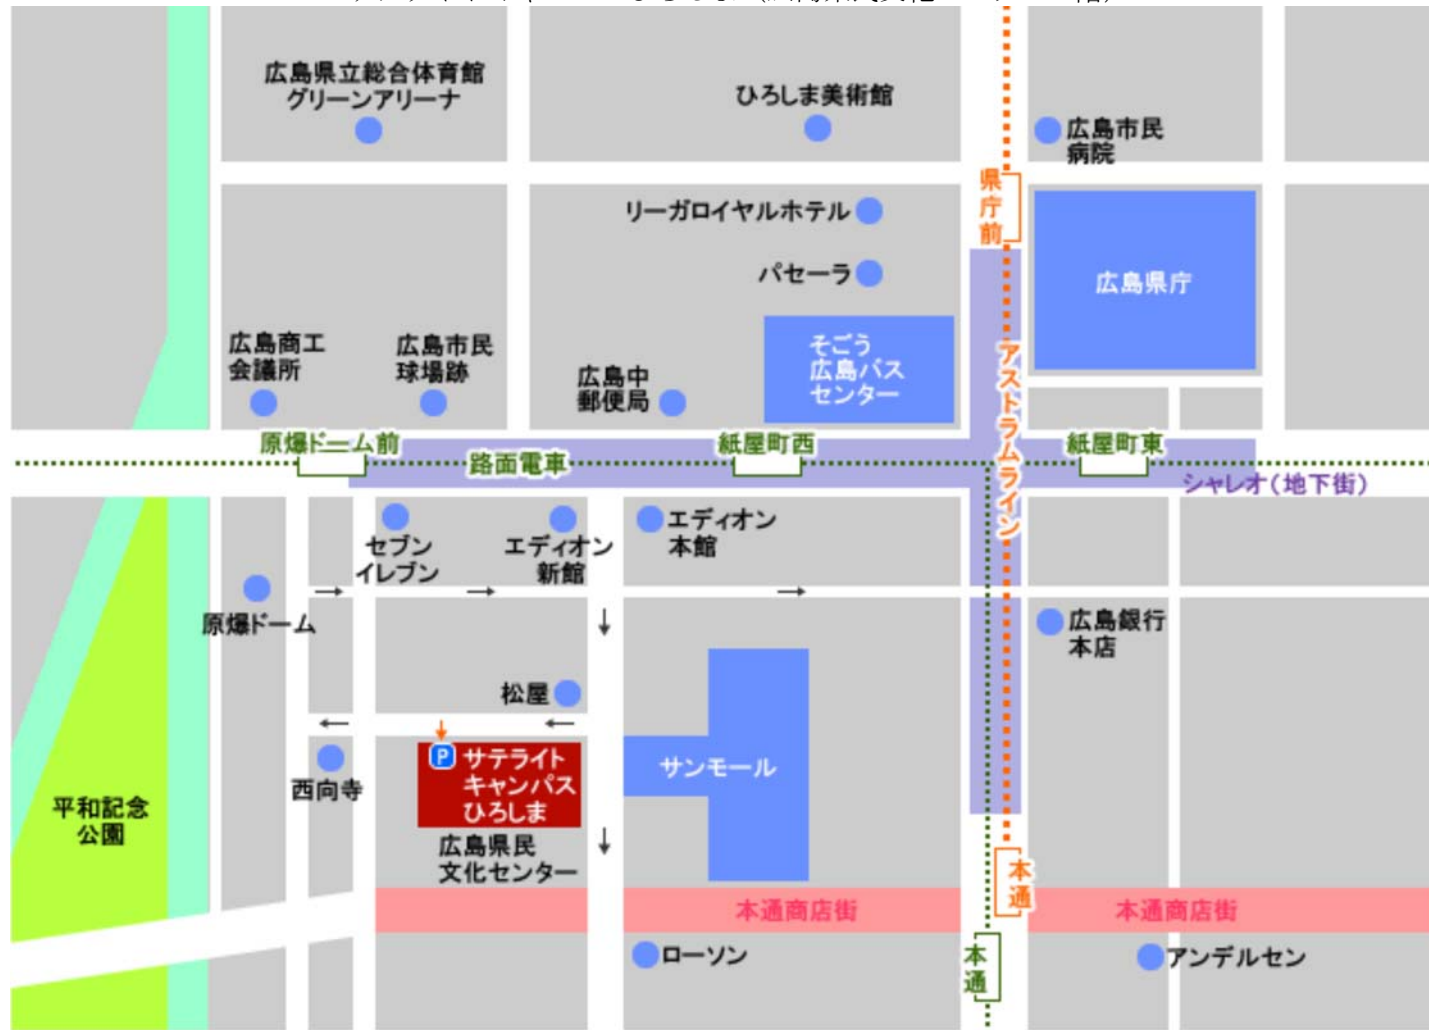 広島県立総合体育館
グリーンアリーナ
ひろしま美術館
広島市民
病院
県庁前
リーガロイヤルホテル
パセーラ
広島県庁
そごう
広島バス
センター
アストラムライン
広島商工
会議所
広島市民
球場跡
広島中
郵便局
原爆ドーム前
路面電車
紙屋町西
紙屋町東
シャレオ(地下街)
セブン
イレブン
エディオン
新館
エディオン
本館
原爆ドーム
広島銀行
本店
松屋
P
サテライト
キャンパス
ひろしま
サンモール
西向寺
平和記念
公園
広島県民
文化センター
本通
本通商店街
本通商店街
ローソン
本通
アンデルセン